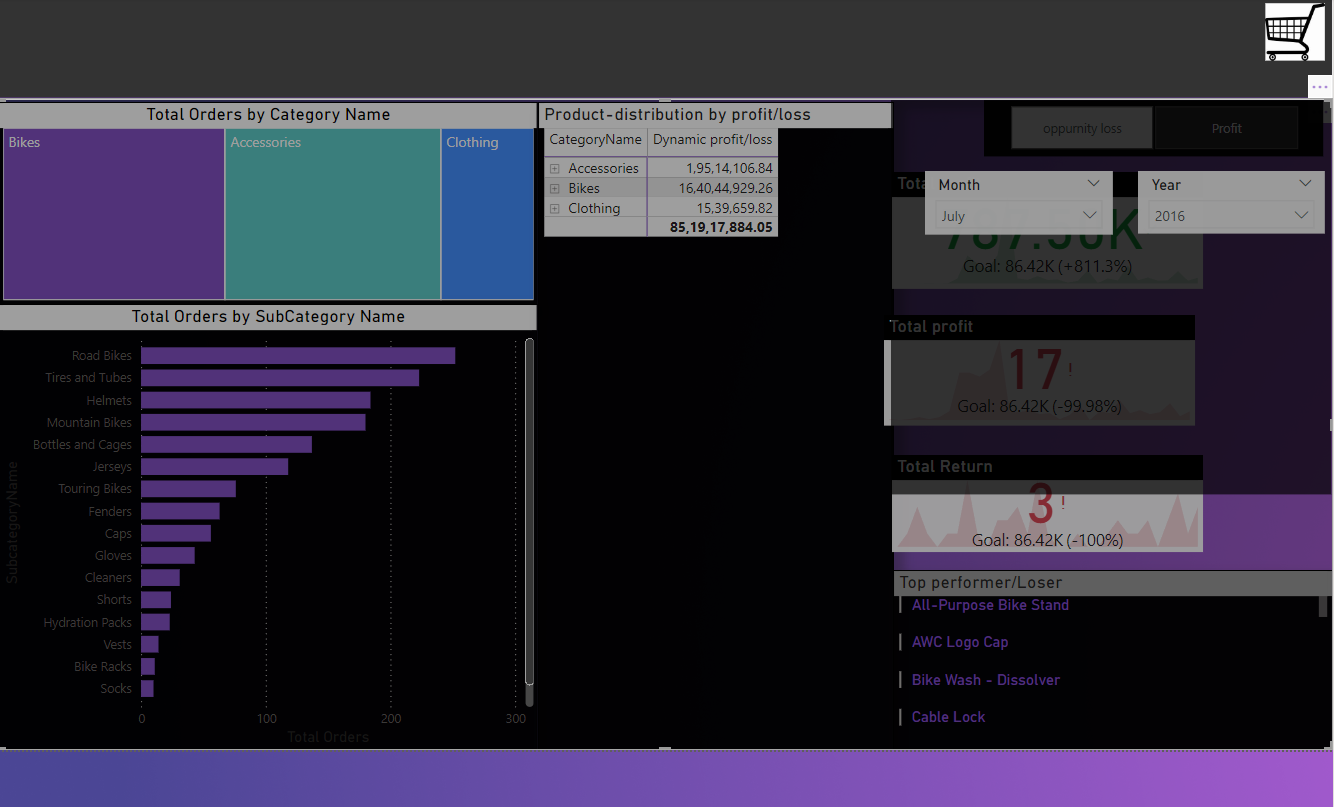 Total Orders by Category Name
Bikes
Accessories
Clothing
Total Orders by SubCategory Name
SubcategoryName
Road Bikes
Tires and Tubes
Helmets
Mountain Bikes
Bottles and Cages
Jerseys
Touring Bikes
Fenders
Caps
Gloves
Cleaners
Shorts
Hydration Packs
Vests
Bike Racks
Socks
0 100 200 300
Total Orders
Product-distribution by profit/loss
CategoryName Dynamic profit/loss
Accessories 1,95,14,106.84
Bikes 16,40,44,929.26
Clothing 15,39,659.82
85,19,17,884.05
oppurnity loss Profit
Month
July
Year
2016
Goal: 86.42K (+811.3%)
Total profit
17!
Goal: 86.42K (-99.98%)
Total Return
3!
Goal: 86.42K (-100%)
Top performer/Loser
All-Purpose Bike Stand
AWC Logo Cap
Bike Wash - Dissolver
Cable Lock